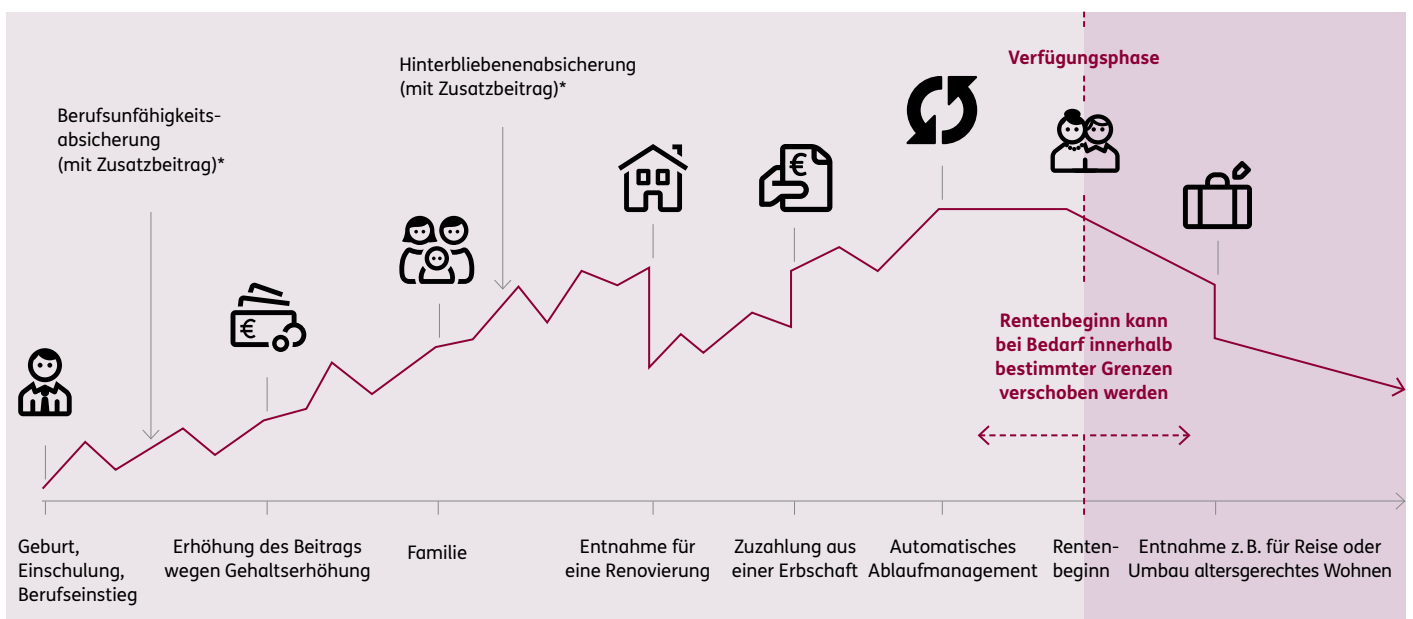 Verfügungsphase
Hinterbliebenenabsicherung
(mit Zusatzbeitrag)*
Berufsunfähigkeits-
absicherung
(mit Zusatzbeitrag)*
€
€
Rentenbeginn kann
bei Bedarf innerhalb
bestimmter Grenzen
verschoben werden
Geburt,
Einschulung,
Berufseinstieg
Erhöhung des Beitrags
wegen Gehaltserhöhung
Familie
Entnahme für
eine Renovierung
Zuzahlung aus
einer Erbschaft
Automatisches
Ablaufmanagement
Renten-
beginn
Entnahme z. B. für Reise oder
Umbau altersgerechtes Wohnen